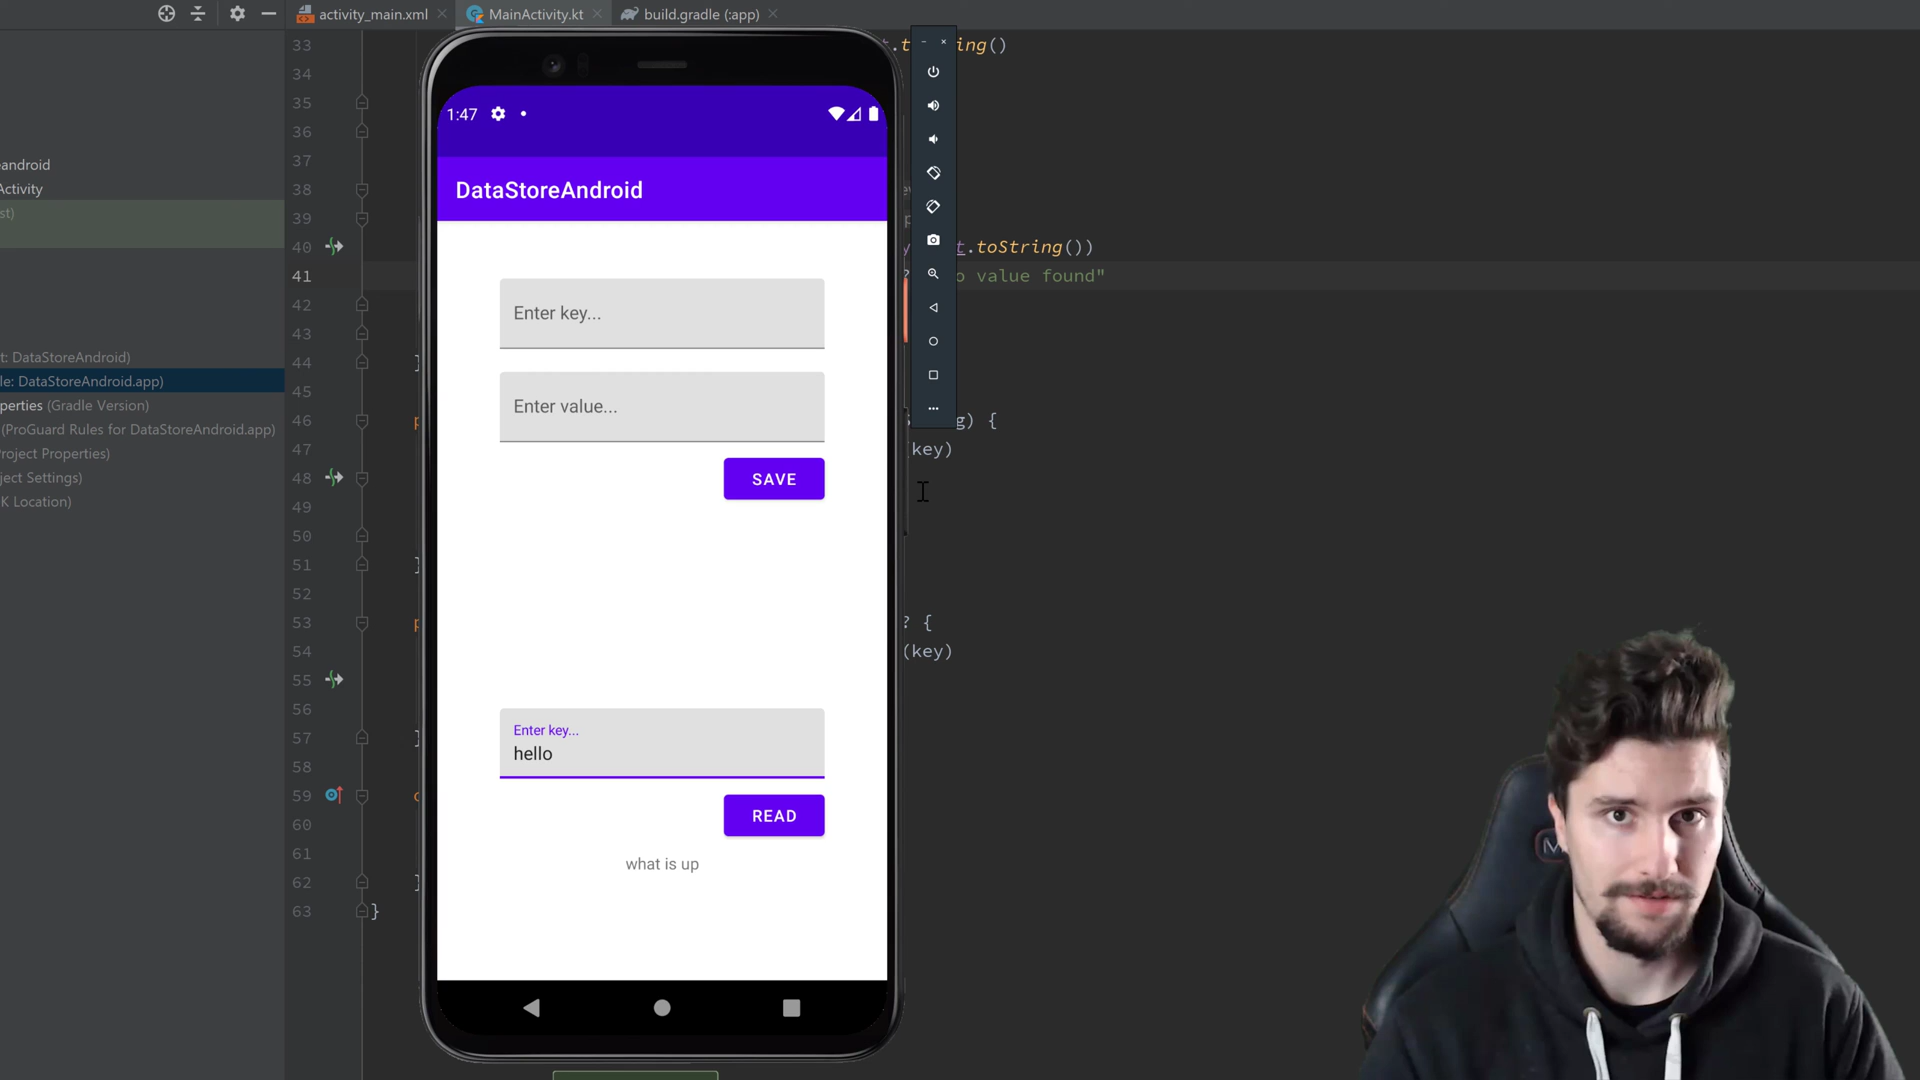 activity_main.xml
MainActivity.kt
build.gradle (:app)
33
34
35
36
37
38
39
40
41
42
43
44
45
46
47
48
49
50
51
52
53
54
55
56
57
58
59
60
61
62
63
eandroid
Activity
st)
t: DataStoreAndroid)
le: DataStoreAndroid.app)
perties (Gradle Version)
(ProGuard Rules for DataStoreAndroid.app)
roject Properties)
ject Settings)
K Location)
ing()
t.toString())
o value found"
g) {
(key)
? {
(key)
}
1:47
DataStoreAndroid
Enter key...
Enter value...
SAVE
Enter key...
hello
READ
what is up